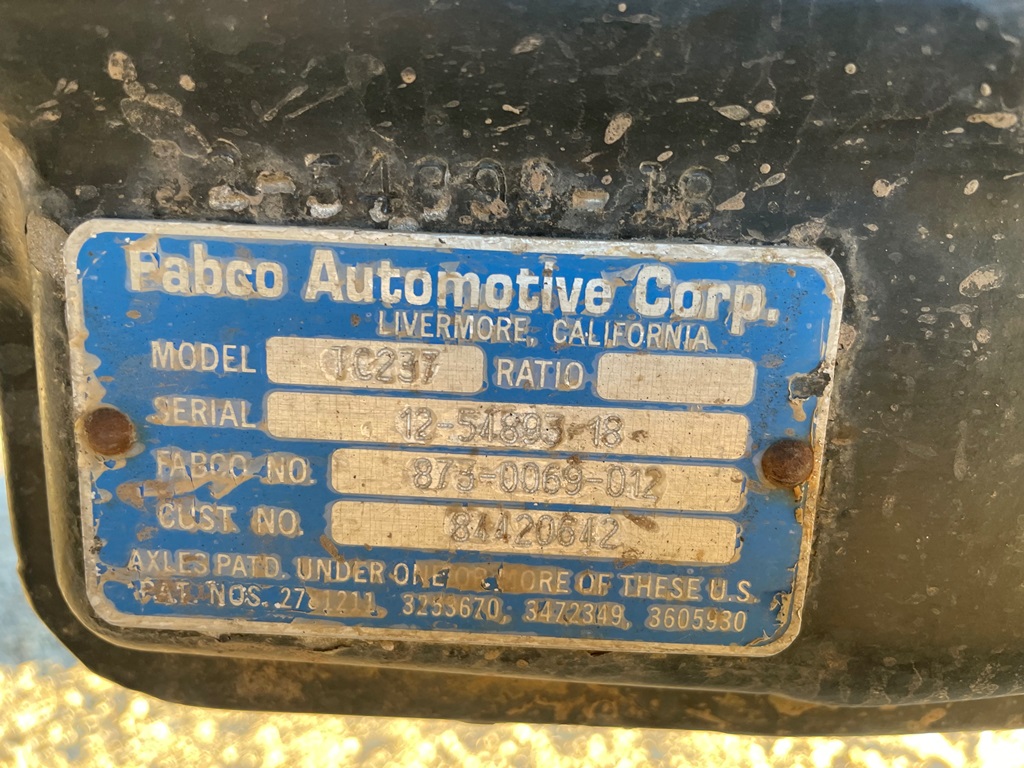 Fabco Automotive Corp.
LIVERMORE, CALIFORNIA
MODEL TC237 RATIO
SERIAL 12-54893-18
FABCO NO. 873-0069-012
CUST. NO. 84420642
AXLES PATD. UNDER ONE OR MORE OF THESE U.S.
PAT. NOS. 2781211, 3253670, 3472349, 3605930